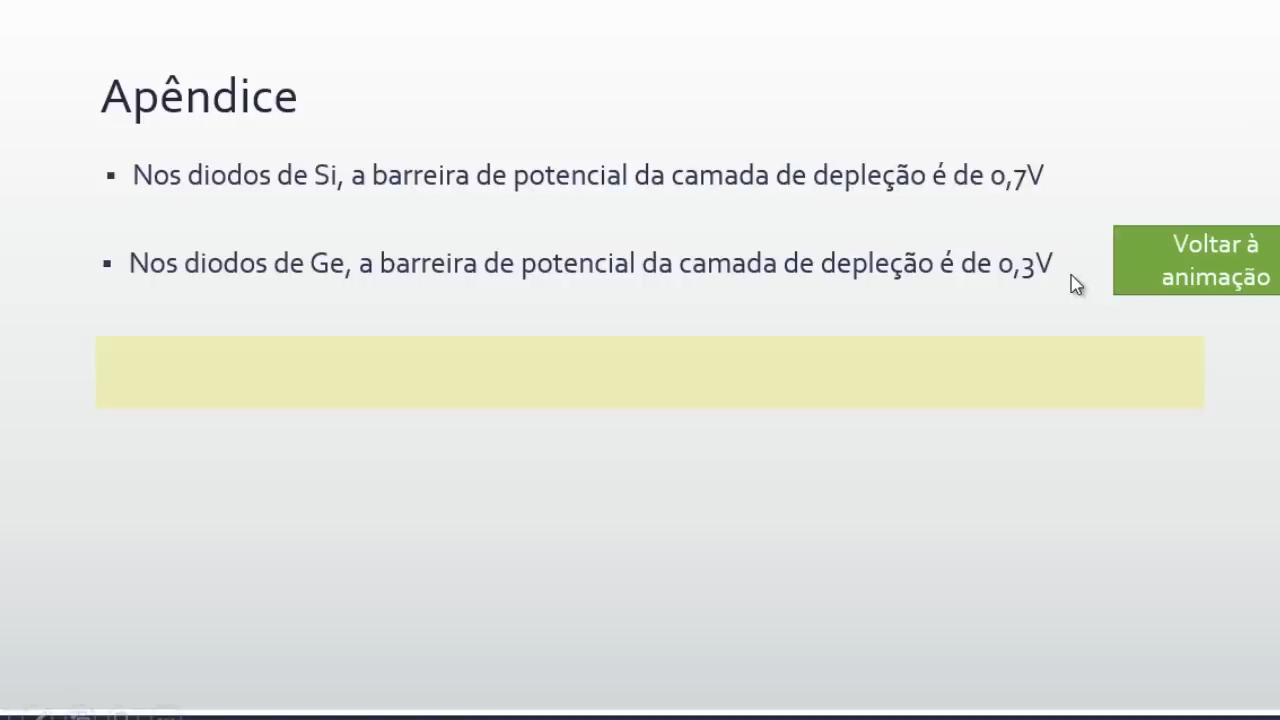 Apêndice
▪ Nos diodos de Si, a barreira de potencial da camada de depleção é de 0,7V
▪ Nos diodos de Ge, a barreira de potencial da camada de depleção é de 0,3V
Voltar à
animação